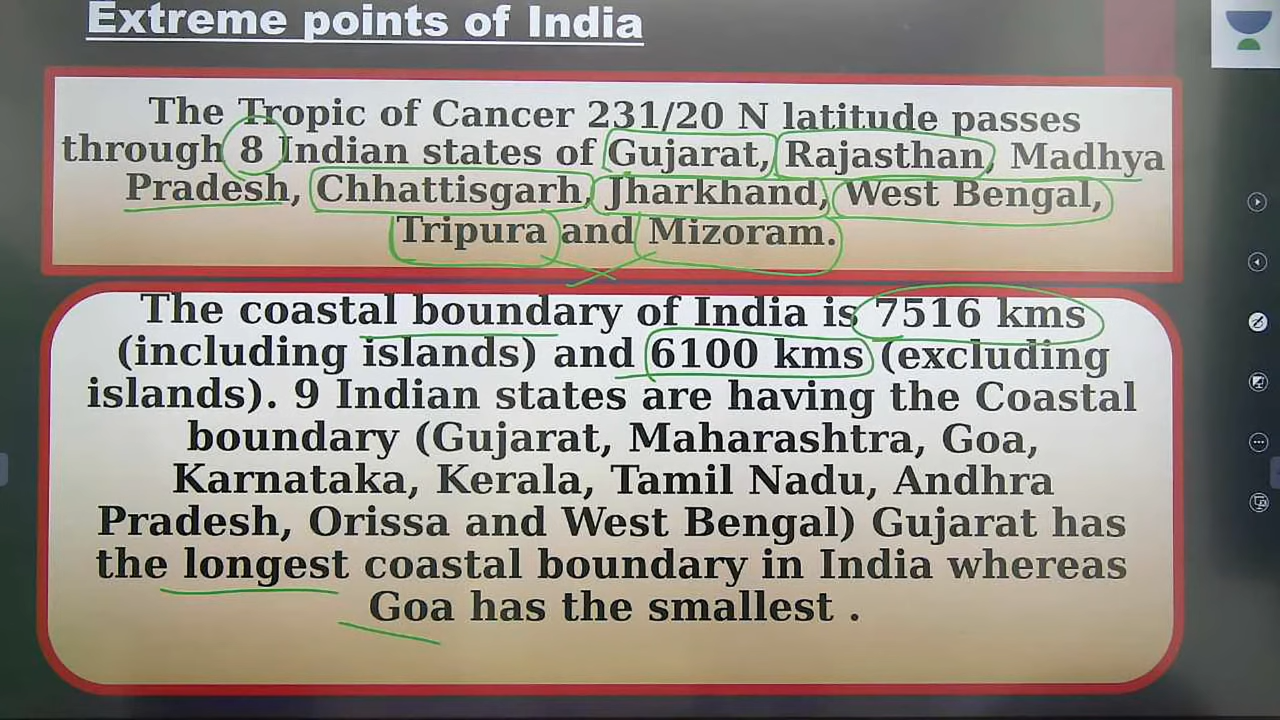 Extreme points of India
The Tropic of Cancer 231/20 N latitude passes
through 8 Indian states of Gujarat, Rajasthan, Madhya
Pradesh, Chhattisgarh, Jharkhand, West Bengal,
Tripura and Mizoram.
The coastal boundary of India is 7516 kms
(including islands) and 6100 kms (excluding
islands). 9 Indian states are having the Coastal
boundary (Gujarat, Maharashtra, Goa,
Karnataka, Kerala, Tamil Nadu, Andhra
Pradesh, Orissa and West Bengal) Gujarat has
the longest coastal boundary in India whereas
Goa has the smallest .